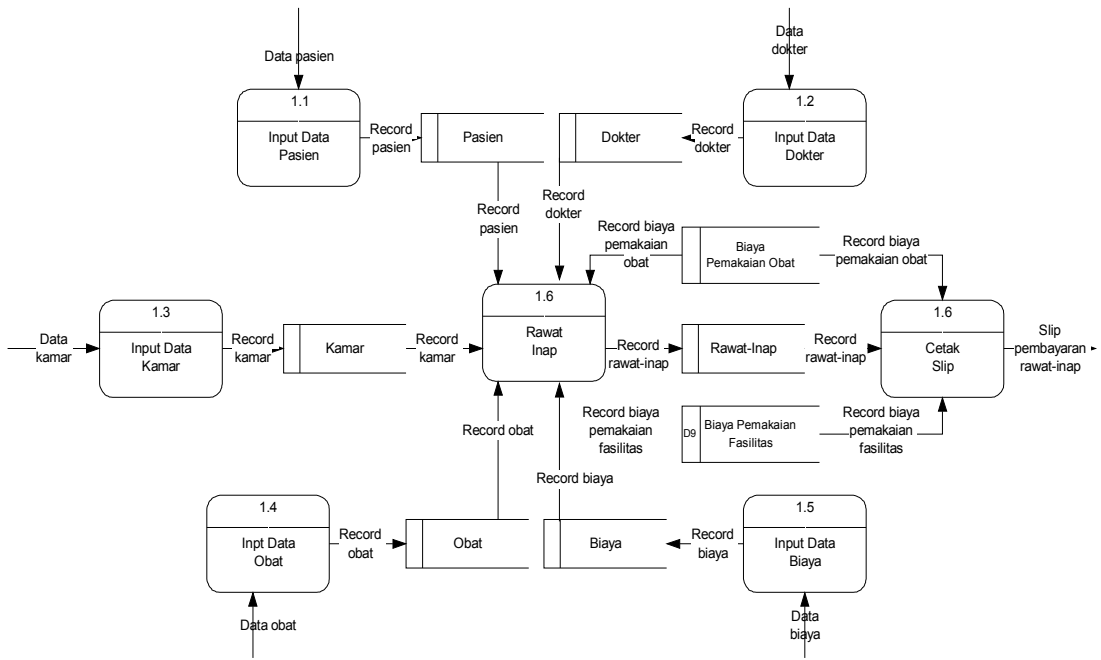 Data pasien
Data
dokter
1.1
Input Data
Pasien
Record
pasien
Pasien
Dokter
Record
dokter
1.2
Input Data
Dokter
Record
pasien
Record
dokter
Record biaya
pemakaian
obat
Biaya
Pemakaian Obat
Record biaya
pemakaian obat
Data
kamar
1.3
Input Data
Kamar
Record
kamar
Kamar
Record
kamar
1.6
Rawat
Inap
Record
rawat-inap
Rawat-Inap
Record
rawat-inap
1.6
Cetak
Slip
Slip
pembayaran
rawat-inap
Record obat
Record biaya
pemakaian
fasilitas
D9
Biaya Pemakaian
Fasilitas
Record biaya
pemakaian
fasilitas
Record biaya
1.4
Inpt Data
Obat
Record
obat
Obat
Biaya
Record
biaya
1.5
Input Data
Biaya
Data obat
Data
biaya